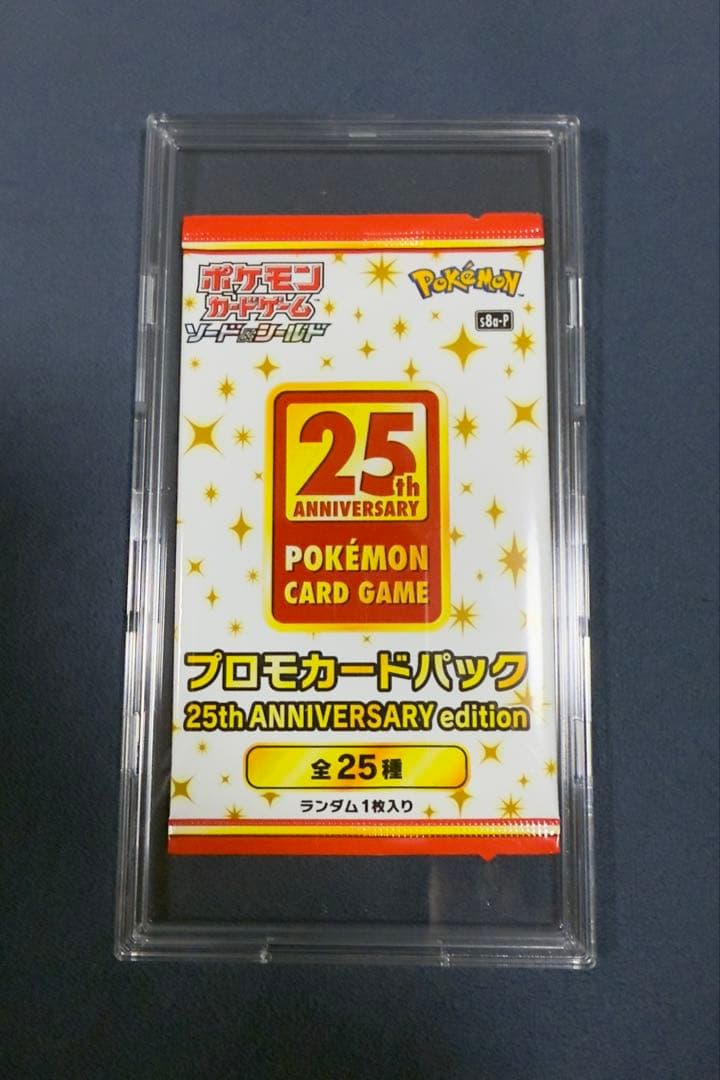 ポケモン
カードゲーム
ソード&シールド
POKéMON
s8a-P
25th
ANNIVERSARY
POKÉMON
CARD GAME
プロモカードパック
25th ANNIVERSARY edition
全25種
ランダム1枚入り